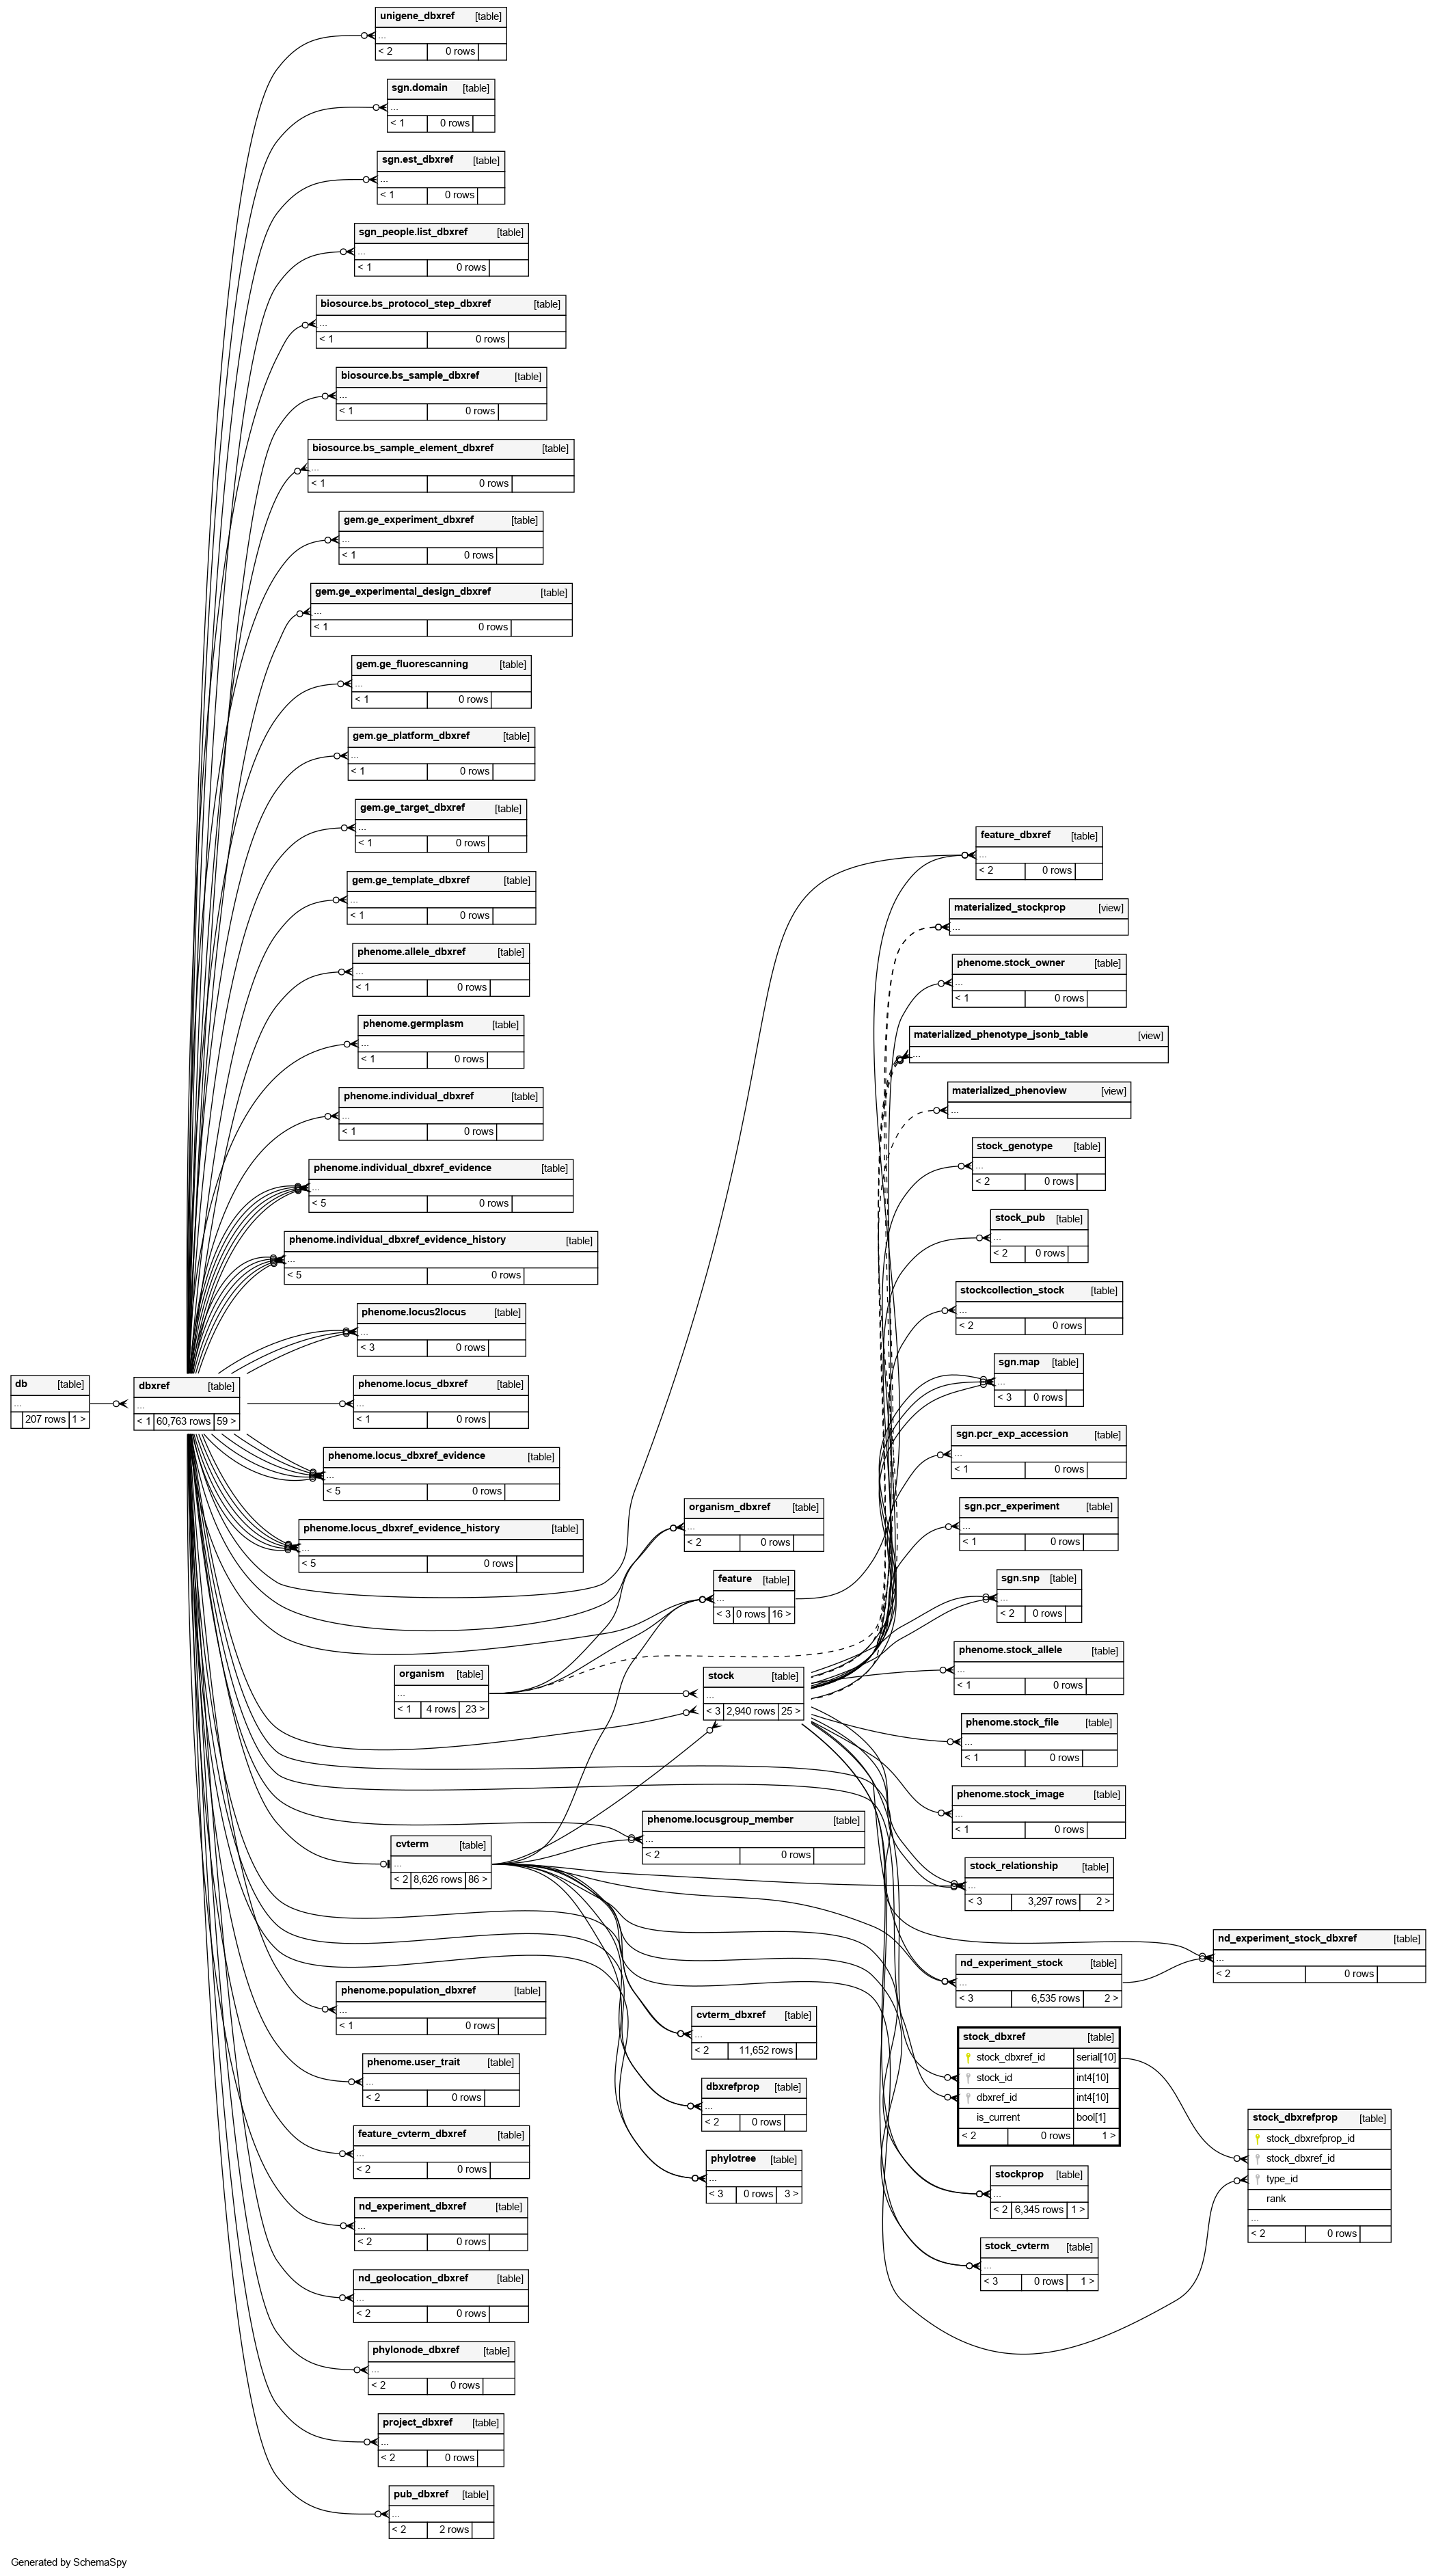 unigene_dbxref [table]
...
< 2 0 rows
sgn.domain [table]
...
< 1 0 rows
sgn.est_dbxref [table]
...
< 1 0 rows
sgn_people.list_dbxref [table]
...
< 1 0 rows
biosource.bs_protocol_step_dbxref [table]
...
< 1 0 rows
biosource.bs_sample_dbxref [table]
...
< 1 0 rows
biosource.bs_sample_element_dbxref [table]
...
< 1 0 rows
gem.ge_experiment_dbxref [table]
...
< 1 0 rows
gem.ge_experimental_design_dbxref [table]
...
< 1 0 rows
gem.ge_fluorescanning [table]
...
< 1 0 rows
gem.ge_platform_dbxref [table]
...
< 1 0 rows
gem.ge_target_dbxref [table]
...
< 1 0 rows
gem.ge_template_dbxref [table]
...
< 1 0 rows
phenome.allele_dbxref [table]
...
< 1 0 rows
phenome.germplasm [table]
...
< 1 0 rows
phenome.individual_dbxref [table]
...
< 1 0 rows
phenome.individual_dbxref_evidence [table]
...
< 5 0 rows
phenome.individual_dbxref_evidence_history [table]
...
< 5 0 rows
phenome.locus2locus [table]
...
< 3 0 rows
db [table]
...
207 rows 1 >
dbxref [table]
...
< 1 60,763 rows 59 >
phenome.locus_dbxref [table]
...
< 1 0 rows
phenome.locus_dbxref_evidence [table]
...
< 5 0 rows
phenome.locus_dbxref_evidence_history [table]
...
< 5 0 rows
organism [table]
...
< 1 4 rows 23 >
cvterm [table]
...
< 2 8,626 rows 86 >
phenome.population_dbxref [table]
...
< 1 0 rows
phenome.user_trait [table]
...
< 2 0 rows
feature_cvterm_dbxref [table]
...
< 2 0 rows
nd_experiment_dbxref [table]
...
< 2 0 rows
nd_geolocation_dbxref [table]
...
< 2 0 rows
phylonode_dbxref [table]
...
< 2 0 rows
project_dbxref [table]
...
< 2 0 rows
pub_dbxref [table]
...
< 2 2 rows
organism_dbxref [table]
...
< 2 0 rows
feature [table]
...
< 3 0 rows 16 >
stock [table]
...
< 3 2,940 rows 25 >
phenome.locusgroup_member [table]
...
< 2 0 rows
cvterm_dbxref [table]
...
< 2 11,652 rows
dbxrefprop [table]
...
< 2 0 rows
phylotree [table]
...
< 3 0 rows 3 >
feature_dbxref [table]
...
< 2 0 rows
materialized_stockprop [view]
...
phenome.stock_owner [table]
...
< 1 0 rows
materialized_phenotype_jsonb_table [view]
...
materialized_phenoview [view]
...
stock_genotype [table]
...
< 2 0 rows
stock_pub [table]
...
< 2 0 rows
stockcollection_stock [table]
...
< 2 0 rows
sgn.map [table]
...
< 3 0 rows
sgn.pcr_exp_accession [table]
...
< 1 0 rows
sgn.pcr_experiment [table]
...
< 1 0 rows
sgn.snp [table]
...
< 2 0 rows
phenome.stock_allele [table]
...
< 1 0 rows
phenome.stock_file [table]
...
< 1 0 rows
phenome.stock_image [table]
...
< 1 0 rows
stock_relationship [table]
...
< 3 3,297 rows 2 >
nd_experiment_stock [table]
...
< 3 6,535 rows 2 >
stock_dbxref [table]
stock_dbxref_id serial[10]
stock_id int4[10]
dbxref_id int4[10]
is_current bool[1]
< 2 0 rows 1 >
stockprop [table]
...
< 2 6,345 rows 1 >
stock_cvterm [table]
...
< 3 0 rows 1 >
nd_experiment_stock_dbxref [table]
...
< 2 0 rows
stock_dbxrefprop [table]
stock_dbxrefprop_id
stock_dbxref_id
type_id
rank
...
< 2 0 rows
Generated by SchemaSpy